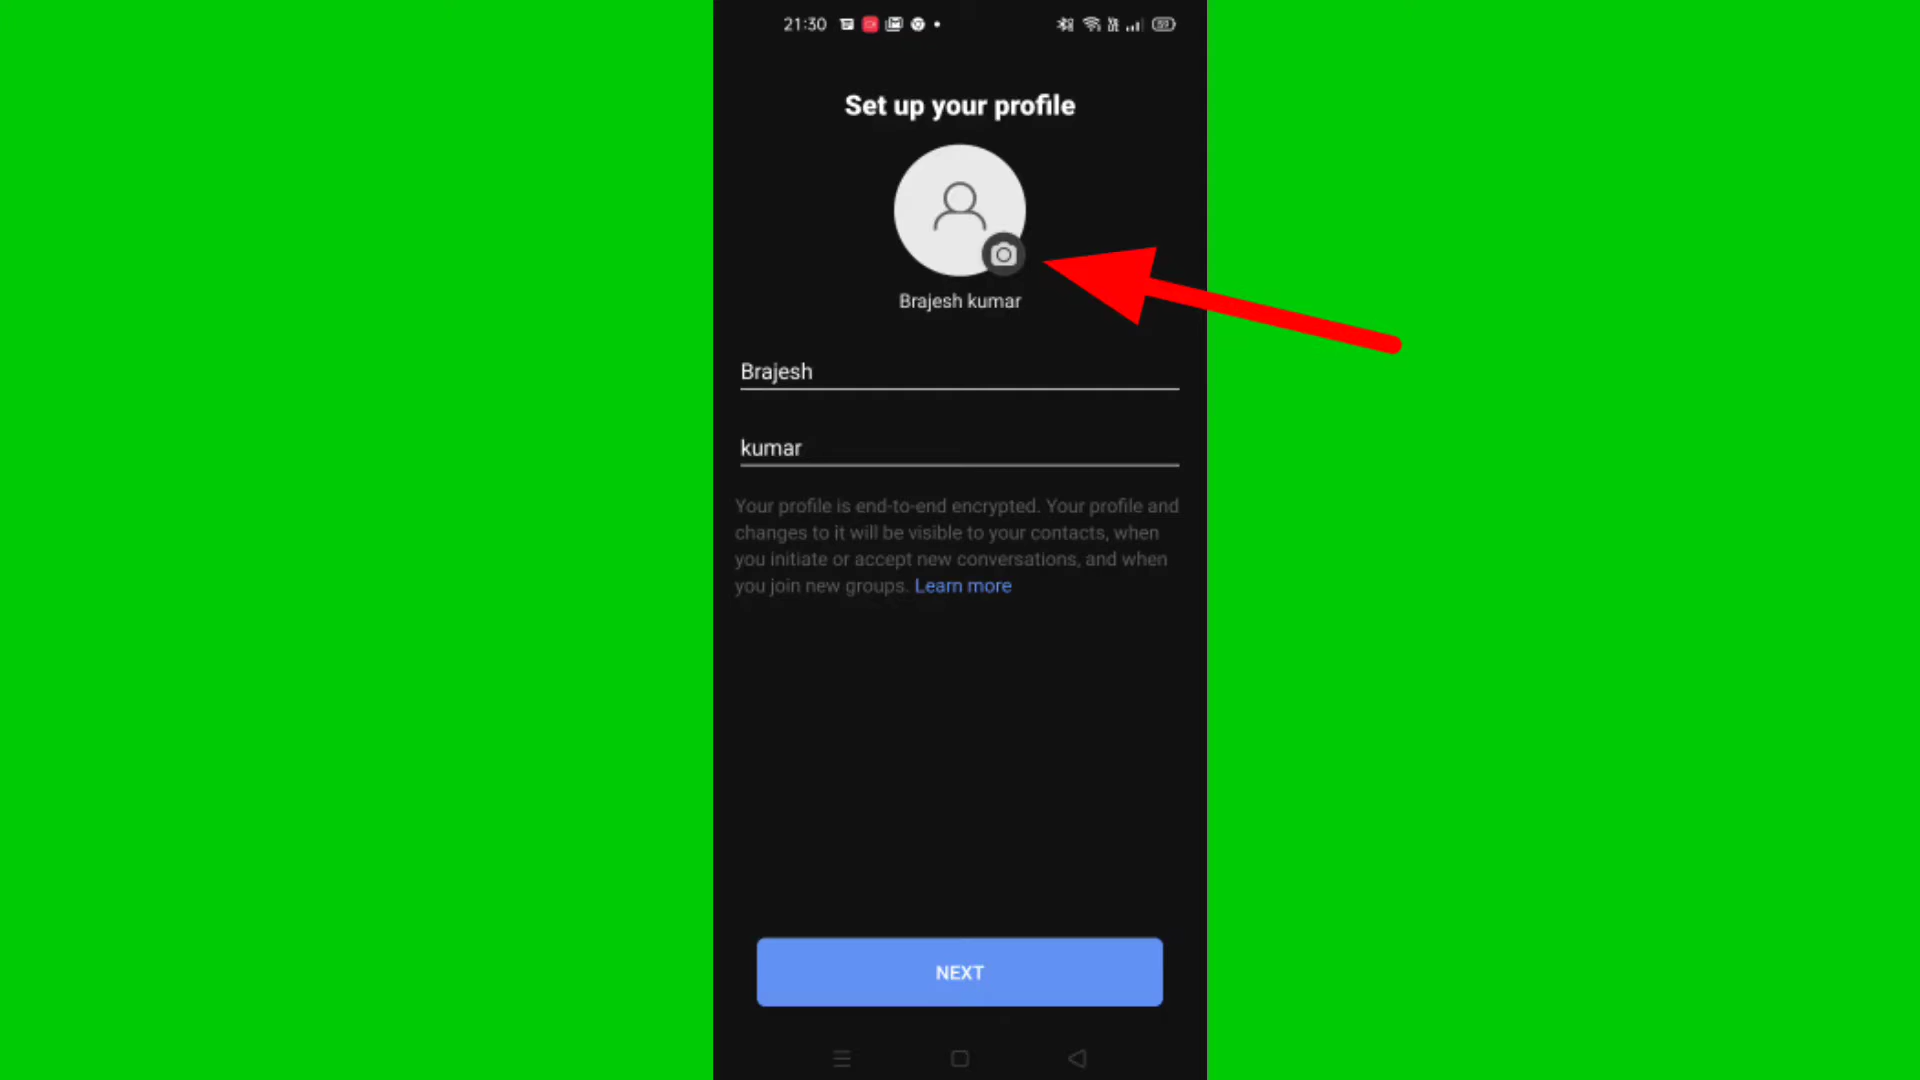 21:30
Set up your profile
Brajesh kumar
Brajesh
kumar
Your profile is end-to-end encrypted. Your profile and
changes to it will be visible to your contacts, when
you initiate or accept new conversations, and when
you join new groups. Learn more
NEXT